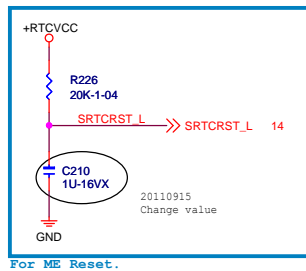 +RTCVCC
R226
20K-1-04
SRTCRST_L
SRTCRST_L 14
C210
1U-16VX
20110915
Change value
GND
For ME Reset.